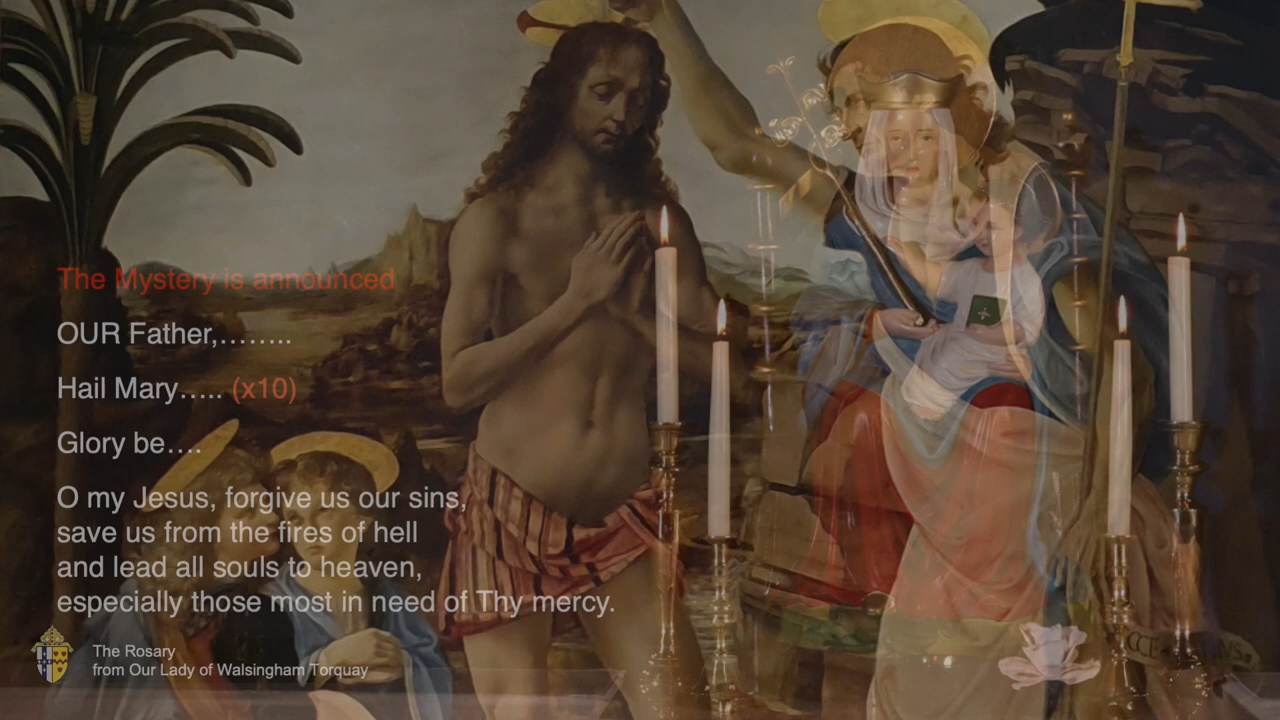 The Mystery is announced
OUR Father,……..
Hail Mary….. (x10)
Glory be….
O my Jesus, forgive us our sins,
save us from the fires of hell
and lead all souls to heaven,
especially those most in need of Thy mercy.
The Rosary
from Our Lady of Walsingham Torquay